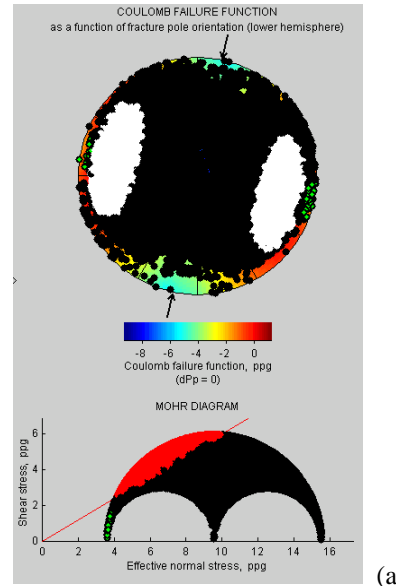 COULOMB FAILURE FUNCTION
as a function of fracture pole orientation (lower hemisphere)
-8 -6 -4 -2 0
Coulomb failure function, ppg
(dPp = 0)
MOHR DIAGRAM
Shear stress, ppg
6
4
2
0
0 2 4 6 8 10 12 14 16
Effective normal stress, ppg
(a